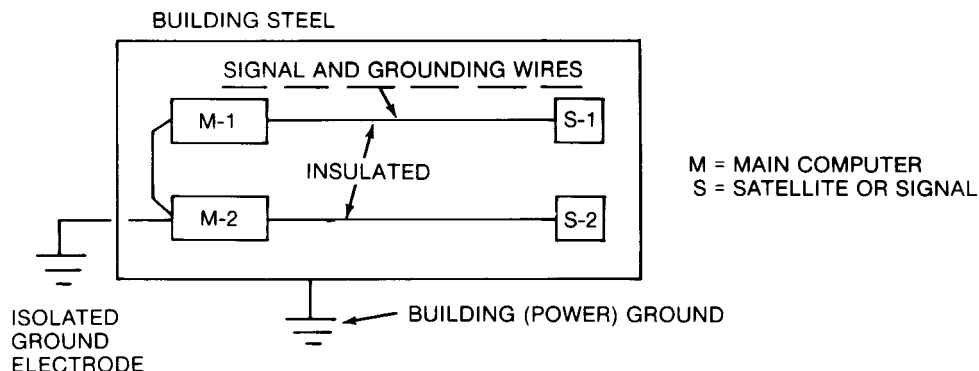 BUILDING STEEL
SIGNAL AND GROUNDING WIRES
M-1
S-1
INSULATED
M = MAIN COMPUTER
S = SATELLITE OR SIGNAL
M-2
S-2
ISOLATED
GROUND
ELECTRODE
BUILDING (POWER) GROUND